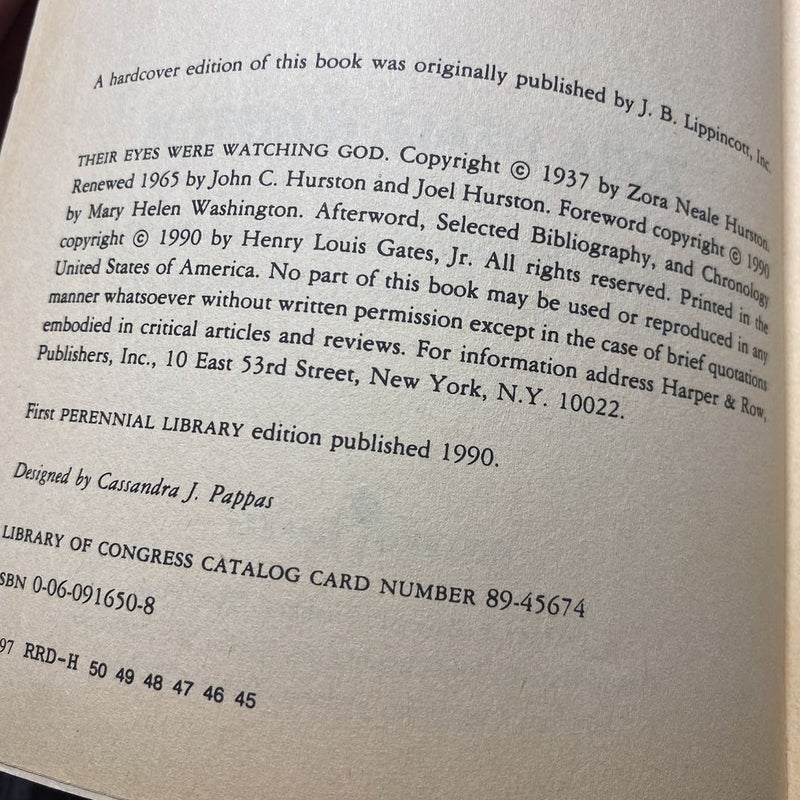 A hardcover edition of this book was originally published by J. B. Lippincott, Inc.
THEIR EYES WERE WATCHING GOD. Copyright © 1937 by Zora Neale Hurston.
Renewed 1965 by John C. Hurston and Joel Hurston. Foreword copyright © 1990
by Mary Helen Washington. Afterword, Selected Bibliography, and Chronology
copyright © 1990 by Henry Louis Gates, Jr. All rights reserved. Printed in the
United States of America. No part of this book may be used or reproduced in any
manner whatsoever without written permission except in the case of brief quotations
embodied in critical articles and reviews. For information address Harper & Row,
Publishers, Inc., 10 East 53rd Street, New York, N.Y. 10022.
First PERENNIAL LIBRARY edition published 1990.
Designed by Cassandra J. Pappas
LIBRARY OF CONGRESS CATALOG CARD NUMBER 89-45674
ISBN 0-06-091650-8
97 RRD-H 50 49 48 47 46 45